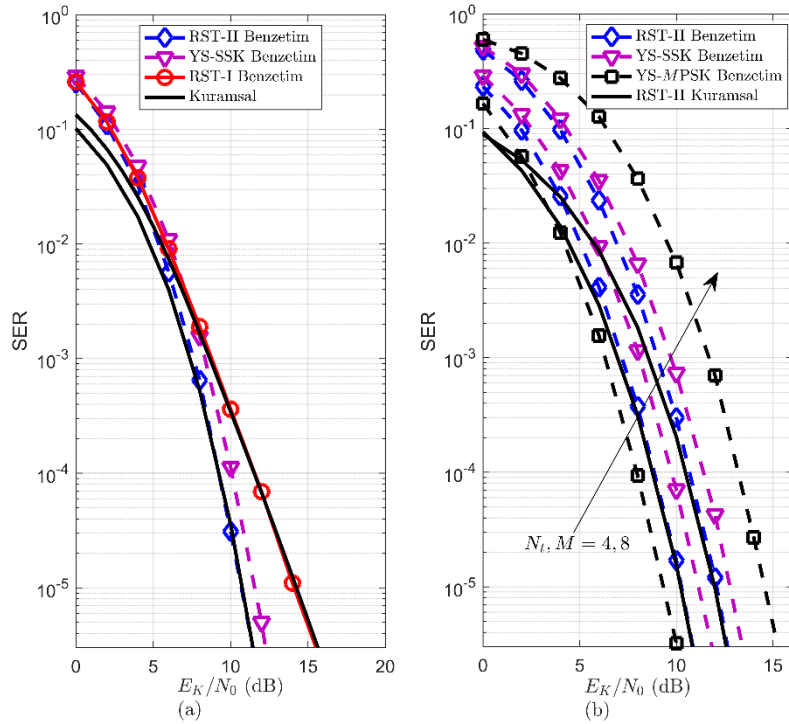 RST-II Benzetim
YS-SSK Benzetim
RST-I Benzetim
Kuramsal
SER
10^0
10^-1
10^-2
10^-3
10^-4
10^-5
0 5 10 15 20
E_K/N_0 (dB)
(a)
RST-II Benzetim
YS-SSK Benzetim
YS-MPSK Benzetim
RST-II Kuramsal
SER
10^0
10^-1
10^-2
10^-3
10^-4
10^-5
N_t, M = 4, 8
0 5 10 15
E_K/N_0 (dB)
(b)